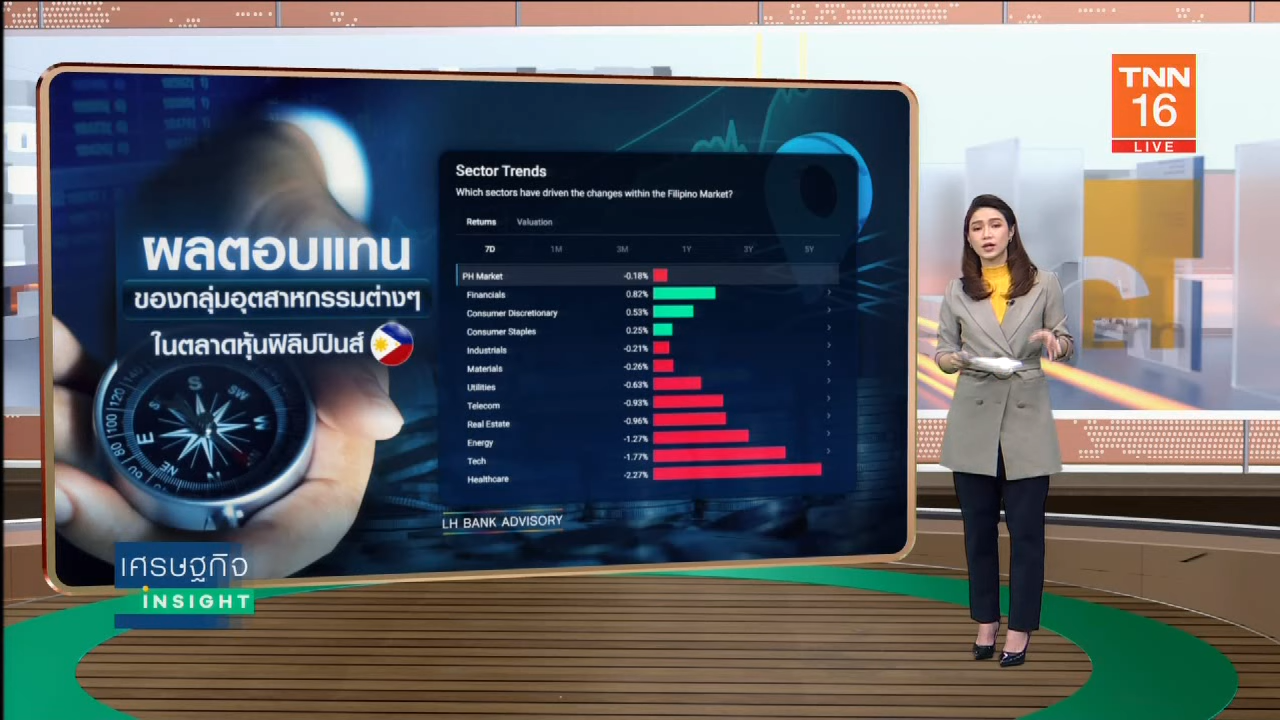 TNN
16
LIVE
ผลตอบแทน
ของกลุ่มอุตสาหกรรมต่างๆ
ในตลาดหุ้นฟิลิปปินส์
Sector Trends
Which sectors have driven the changes within the Filipino Market?
Returns Valuation
7D 1M 3M 1Y 3Y 5Y
PH Market -0.18%
Financials 0.82%
Consumer Discretionary 0.53%
Consumer Staples 0.25%
Industrials -0.21%
Materials -0.26%
Utilities -0.63%
Telecom -0.93%
Real Estate -0.96%
Energy -1.27%
Tech -1.77%
Healthcare -2.27%
LH BANK ADVISORY
S
SW
W
N
NE
E
80
100
120
140
เศรษฐกิจ
INSIGHT